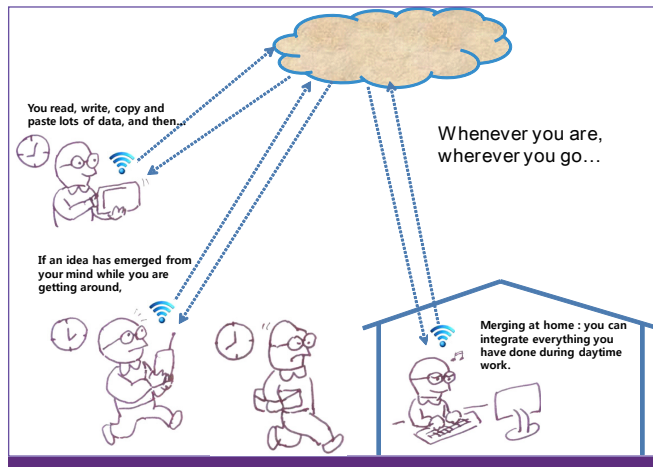 You read, write, copy and
paste lots of data, and then...
Whenever you are,
wherever you go...
If an idea has emerged from
your mind while you are
getting around,
Merging at home : you can
integrate everything you
have done during daytime
work.